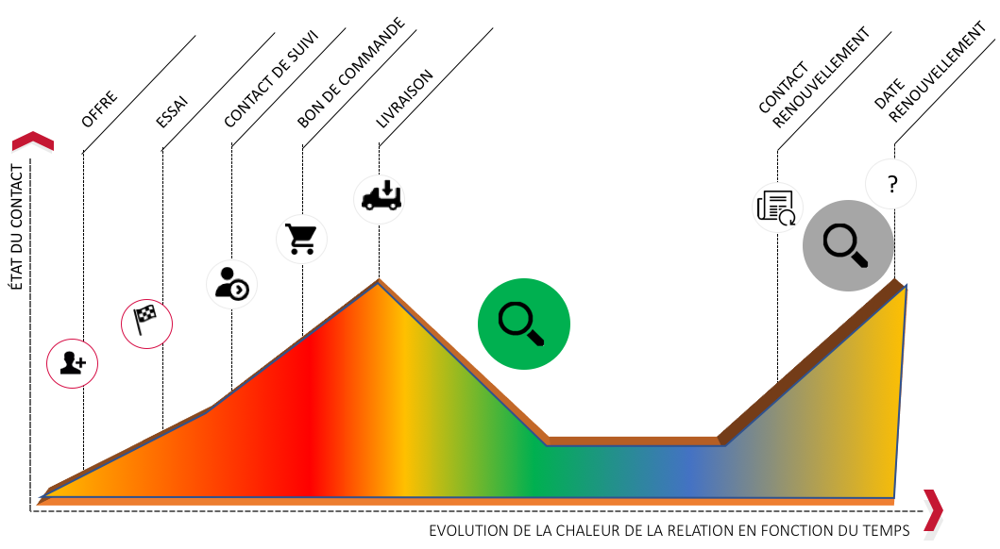 OFFRE
ESSAI
CONTACT DE SUIVI
BON DE COMMANDE
LIVRAISON
CONTACT
RENOUVELLEMENT
DATE
RENOUVELLEMENT
?
ÉTAT DU CONTACT
EVOLUTION DE LA CHALEUR DE LA RELATION EN FONCTION DU TEMPS